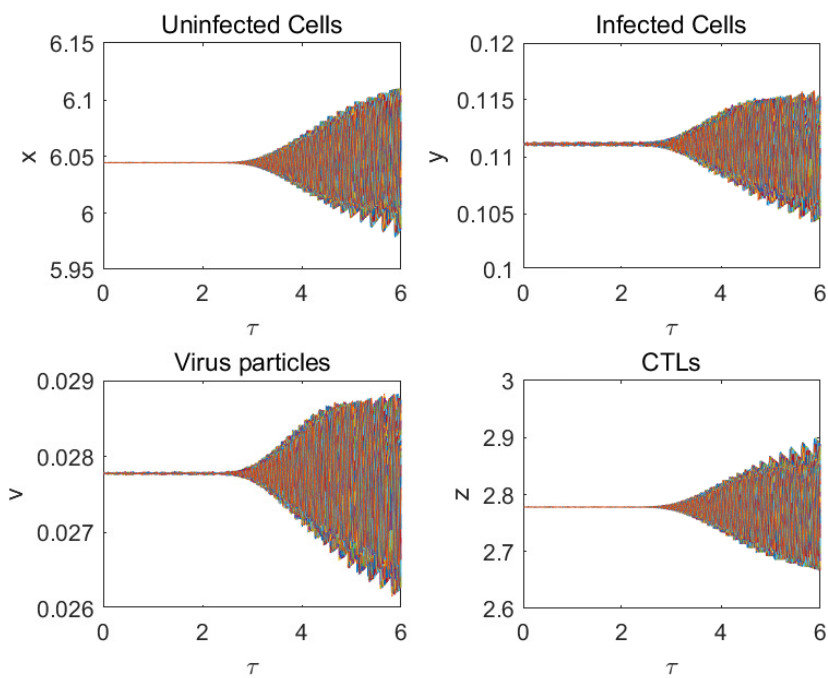 Uninfected Cells
6.15
6.1
6.05
6
5.95
x
0 2 4 6
τ
Infected Cells
0.12
0.115
0.11
0.105
0.1
y
0 2 4 6
τ
Virus particles
0.029
0.028
0.027
0.026
v
0 2 4 6
τ
CTLs
3
2.9
2.8
2.7
2.6
z
0 2 4 6
τ